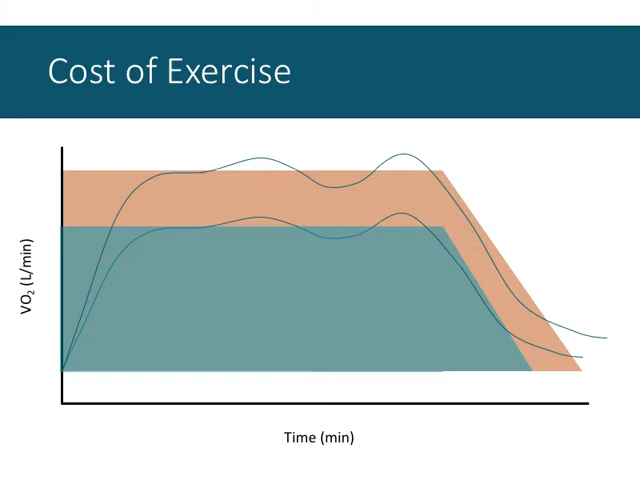 Cost of Exercise
VO₂ (L/min)
Time (min)